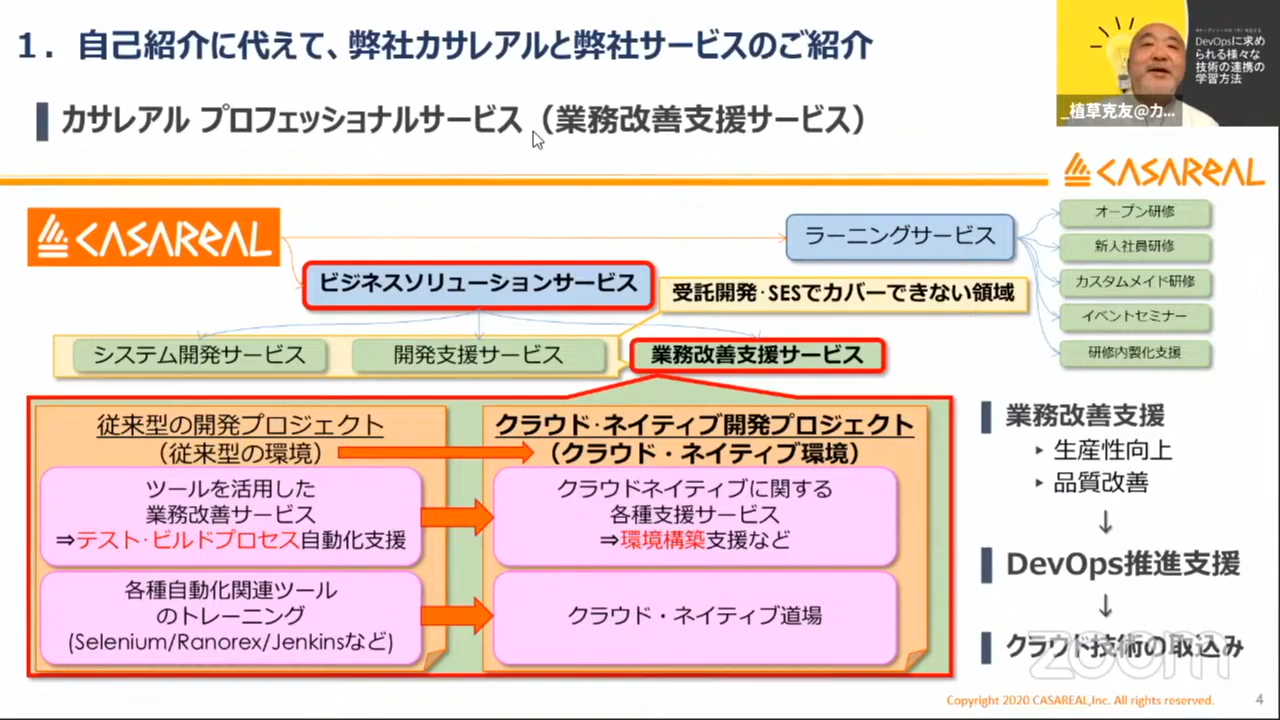 1. 自己紹介に代えて、弊社カサレアルと弊社サービスのご紹介
カサレアル プロフェッショナルサービス（業務改善支援サービス）
DevOpsに求め
られる様々な
技術の連携の
学習方法
_植草克友@カ...
CASAREAL
CASAREAL
ラーニングサービス
オープン研修
新人社員研修
カスタムメイド研修
イベントセミナー
研修内製化支援
ビジネスソリューションサービス
受託開発･SESでカバーできない領域
システム開発サービス
開発支援サービス
業務改善支援サービス
従来型の開発プロジェクト
（従来型の環境）
クラウド･ネイティブ開発プロジェクト
（クラウド・ネイティブ環境）
ツールを活用した
業務改善サービス
⇒テスト･ビルドプロセス自動化支援
クラウドネイティブに関する
各種支援サービス
⇒環境構築支援など
各種自動化関連ツール
のトレーニング
(Selenium/Ranorex/Jenkinsなど)
クラウド・ネイティブ道場
業務改善支援
▸ 生産性向上
▸ 品質改善
↓
DevOps推進支援
↓
クラウド技術の取込み
zoom
Copyright 2020 CASAREAL,Inc. All rights reserved.
4